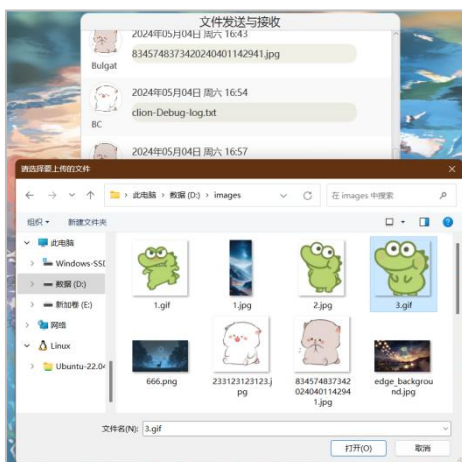 文件发送与接收
2024年05月04日 周六 16:43
8345748373420240401142941.jpg
Bulgat
2024年05月04日 周六 16:54
clion-Debug-log.txt
BC
2024年05月04日 周六 16:57
请选择要上传的文件
此电脑 › 数据 (D:) › images
在 images 中搜索
组织 新建文件夹
此电脑
Windows-SSD
数据 (D:)
新加卷 (E:)
网络
Linux
Ubuntu-22.04
1.gif
1.jpg
2.jpg
3.gif
666.png
233123123123.j
pg
834574837342
024040114294
1.jpg
edge_backgrou
nd.jpg
文件名(N): 3.gif
打开(O) 取消